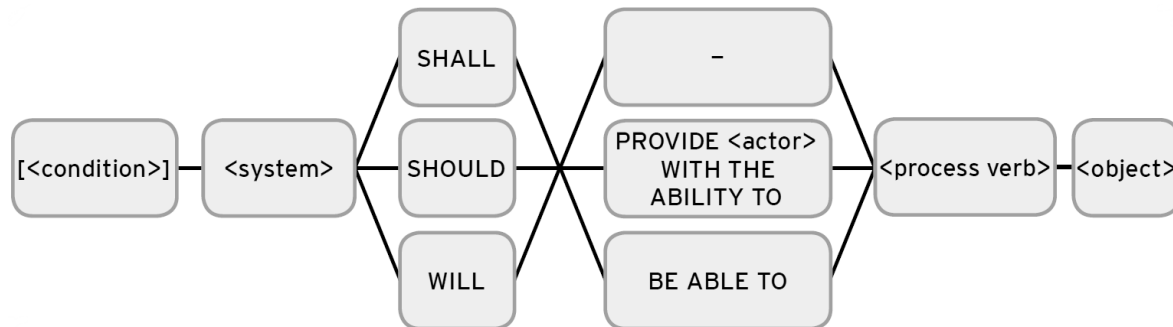 [<condition>]
<system>
SHALL
SHOULD
WILL
–
PROVIDE <actor>
WITH THE
ABILITY TO
BE ABLE TO
<process verb>
<object>